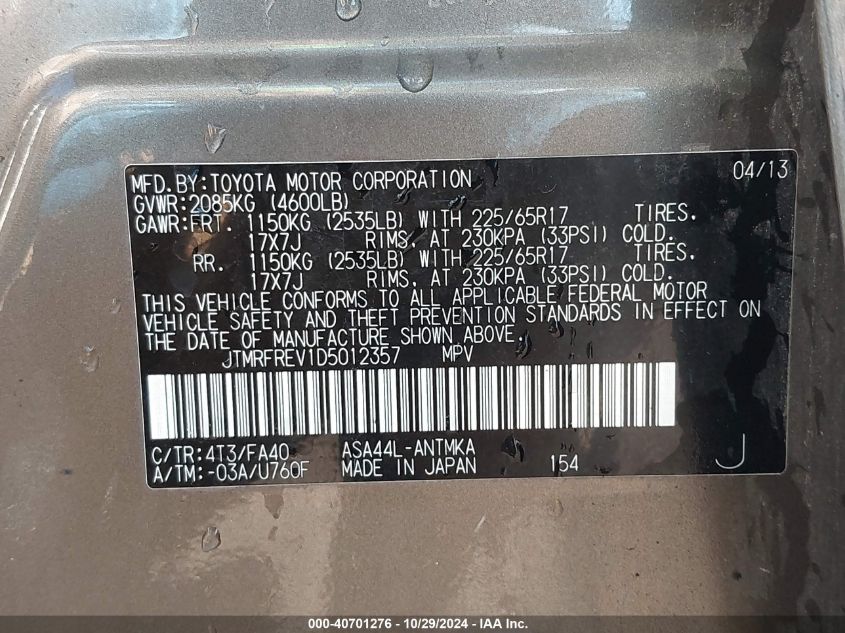 MFD.BY:TOYOTA MOTOR CORPORATION 04/13
GVWR:2085KG (4600LB)
GAWR:FRT. 1150KG (2535LB) WITH 225/65R17 TIRES.
17X7J RIMS, AT 230KPA (33PSI) COLD.
RR. 1150KG (2535LB) WITH 225/65R17 TIRES.
17X7J RIMS, AT 230KPA (33PSI) COLD.
THIS VEHICLE CONFORMS TO ALL APPLICABLE FEDERAL MOTOR
VEHICLE SAFETY AND THEFT PREVENTION STANDARDS IN EFFECT ON
THE DATE OF MANUFACTURE SHOWN ABOVE.
JTMRFREV1D5012357 MPV
C/TR:4T3/FA40 ASA44L-ANTMKA
A/TM:-03A/U760F MADE IN JAPAN 154 J
000-40701276 - 10/29/2024 - IAA Inc.